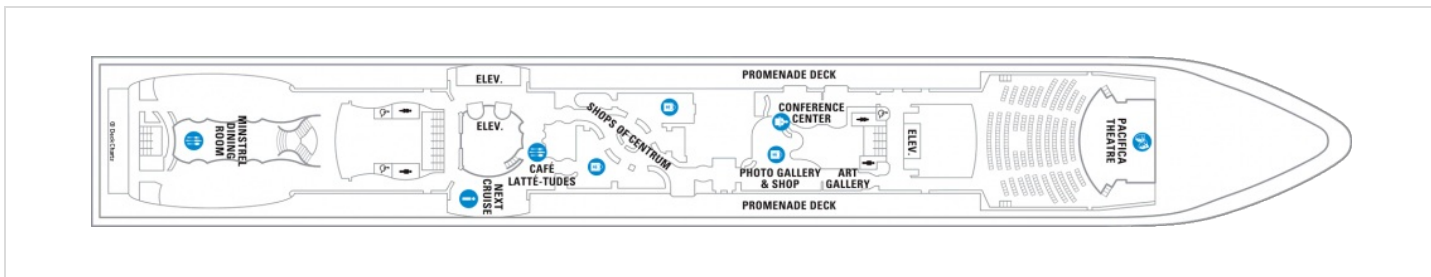 PROMENADE DECK
ELEV.
ELEV.
SHOPS OF CENTRUM
CONFERENCE
CENTER
ELEV.
MINSTREL
DINING
ROOM
PACIFICA
THEATRE
CAFÉ
LATTÉ-TUDES
PHOTO GALLERY
& SHOP
ART
GALLERY
NEXT
CRUISE
PROMENADE DECK